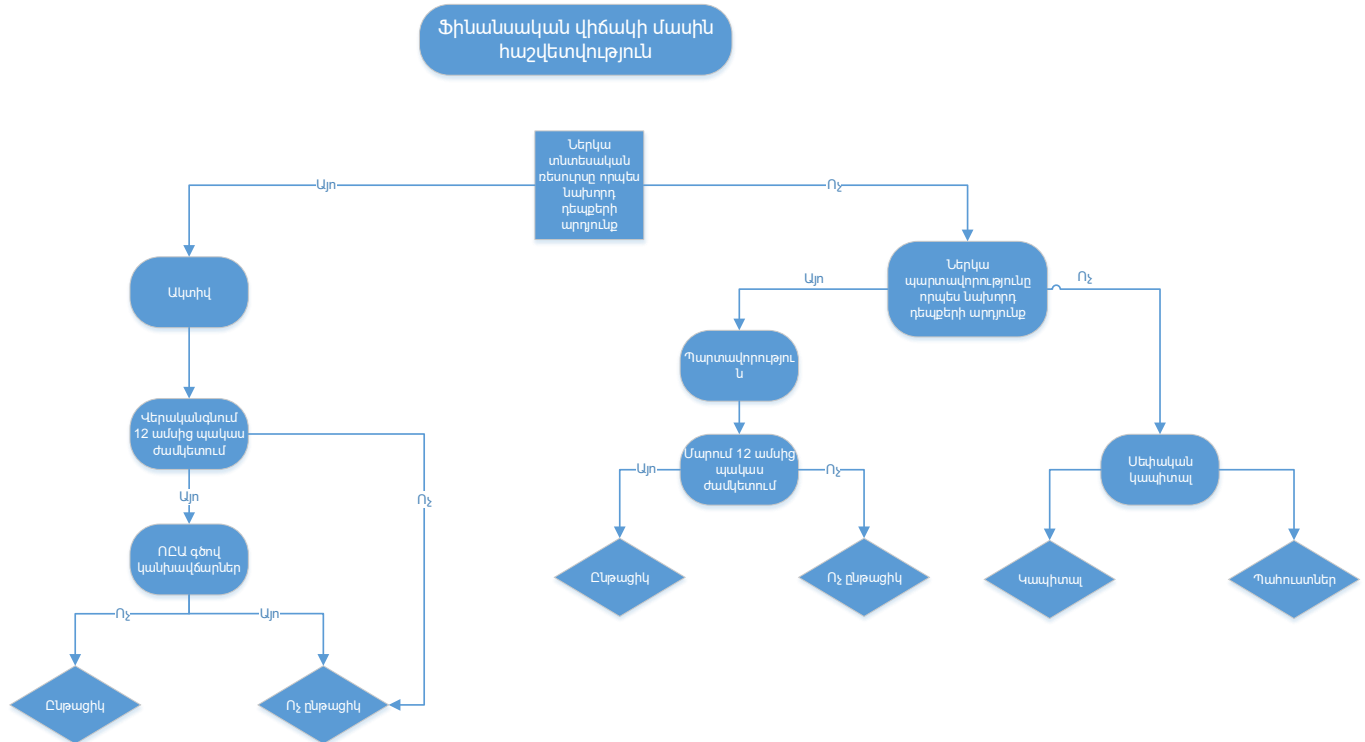 Ֆինանսական վիճակի մասին
հաշվետվություն
Ներկա
տնտեսական
ռեսուրսը որպես
նախորդ
դեպքերի
արդյունք
Այո
Ոչ
Ակտիվ
Ներկա
պարտավորությունը
որպես նախորդ
դեպքերի արդյունք
Այո
Ոչ
Պարտավորությու
ն
Վերականգնում
12 ամսից պակաս
ժամկետում
Մարում 12 ամսից
պակաս
ժամկետում
Սեփական
կապիտալ
Այո
Ոչ
Այո
Ոչ
ՈԸԱ գծով
կանխավճարներ
Ընթացիկ
Ոչ ընթացիկ
Կապիտալ
Պահուստներ
Ոչ
Այո
Ընթացիկ
Ոչ ընթացիկ